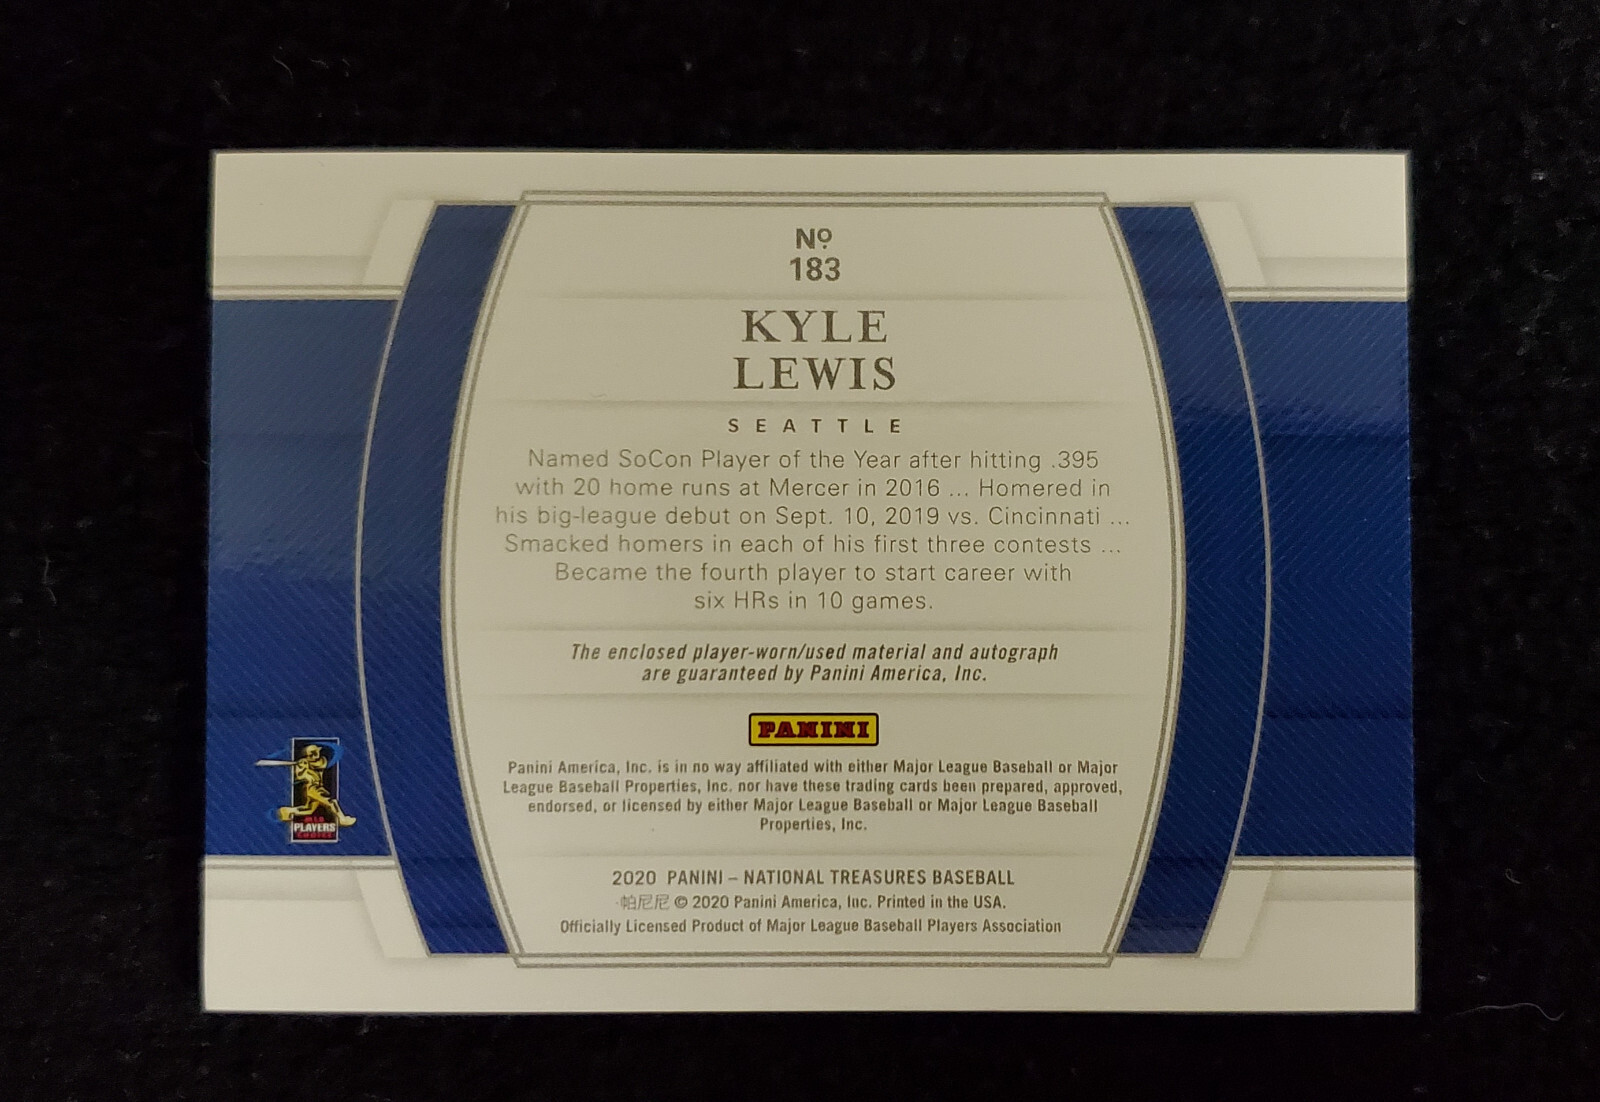 Nº
183
KYLE
LEWIS
SEATTLE
Named SoCon Player of the Year after hitting .395
with 20 home runs at Mercer in 2016 ... Homered in
his big-league debut on Sept. 10, 2019 vs. Cincinnati ...
Smacked homers in each of his first three contests ...
Became the fourth player to start career with
six HRs in 10 games.
The enclosed player-worn/used material and autograph
are guaranteed by Panini America, Inc.
PANINI
Panini America, Inc. is in no way affiliated with either Major League Baseball or Major
League Baseball Properties, Inc. nor have these trading cards been prepared, approved,
endorsed, or licensed by either Major League Baseball or Major League Baseball
Properties, Inc.
MLB
PLAYERS
CHOICE
2020 PANINI – NATIONAL TREASURES BASEBALL
帕尼尼 © 2020 Panini America, Inc. Printed in the USA.
Officially Licensed Product of Major League Baseball Players Association